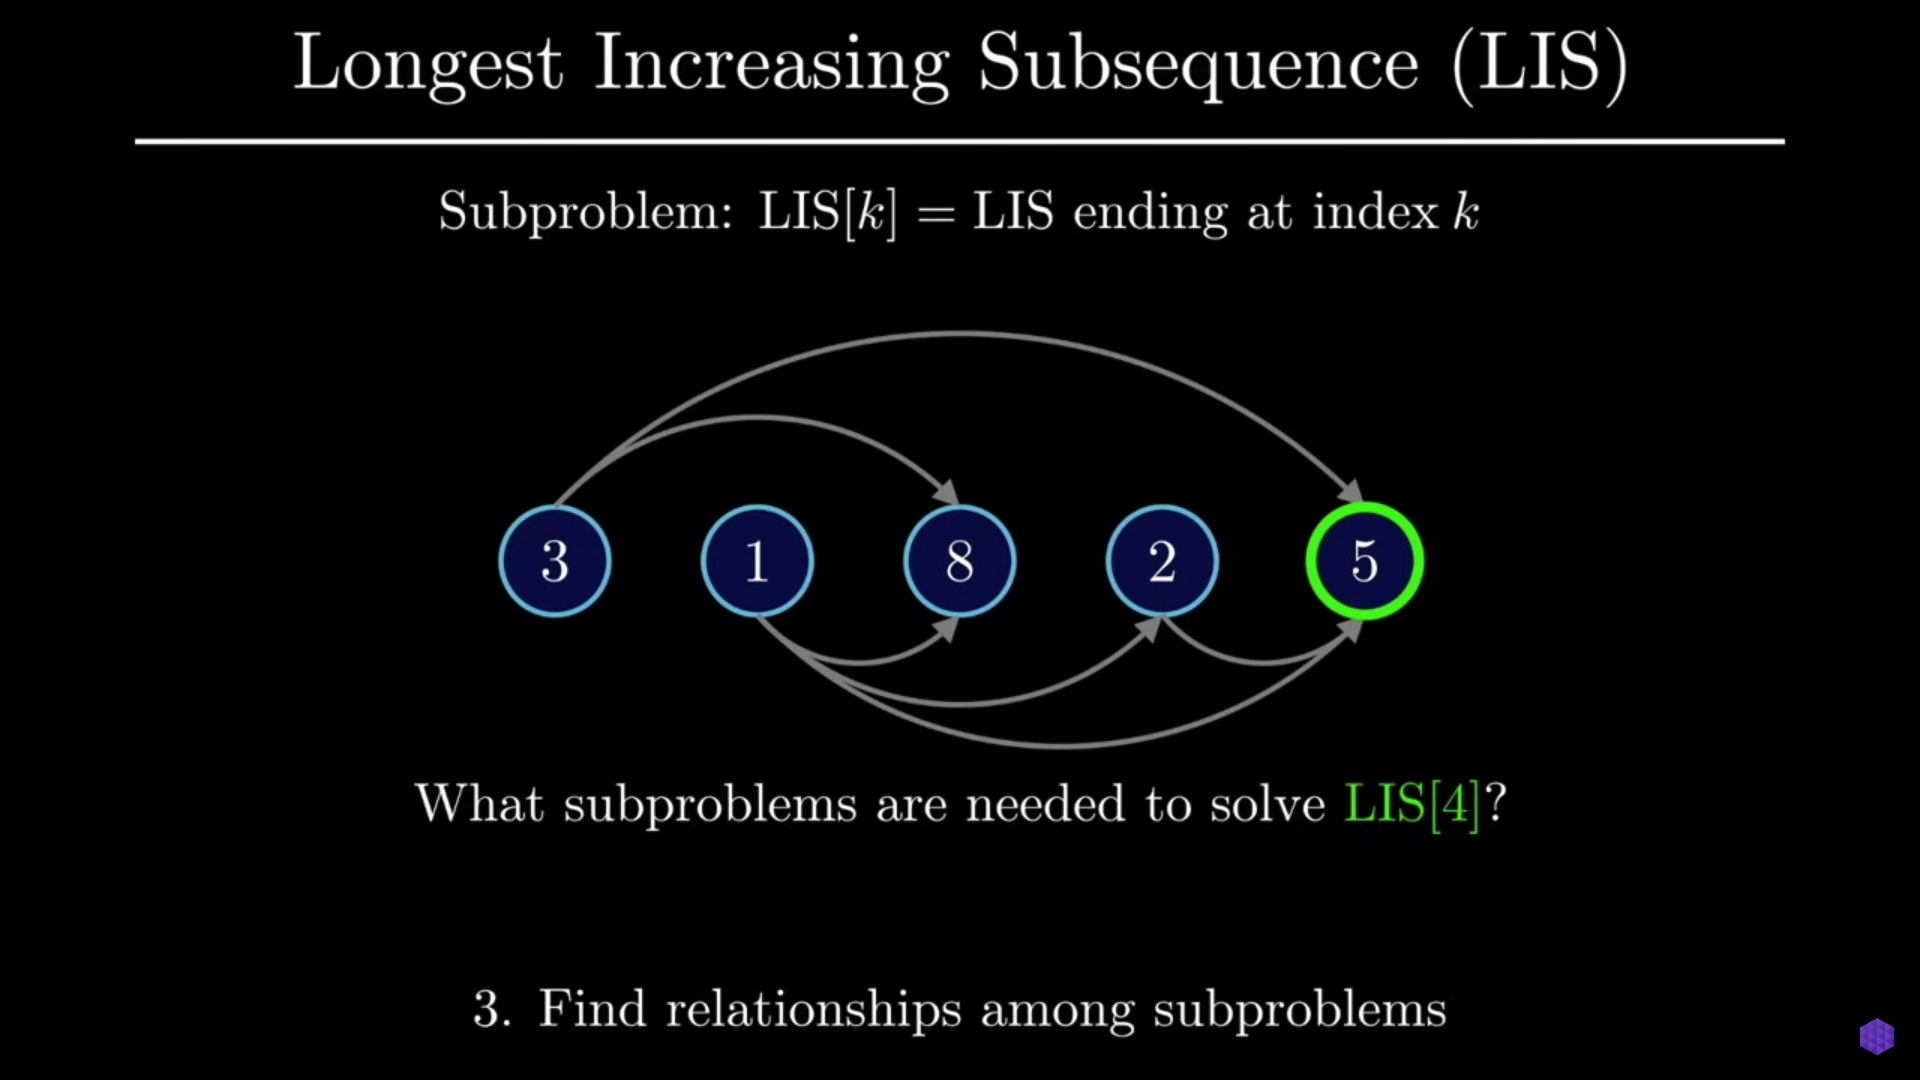 Longest Increasing Subsequence (LIS)
Subproblem: LIS[k] = LIS ending at index k
3 1 8 2 5
What subproblems are needed to solve LIS[4]?
3. Find relationships among subproblems